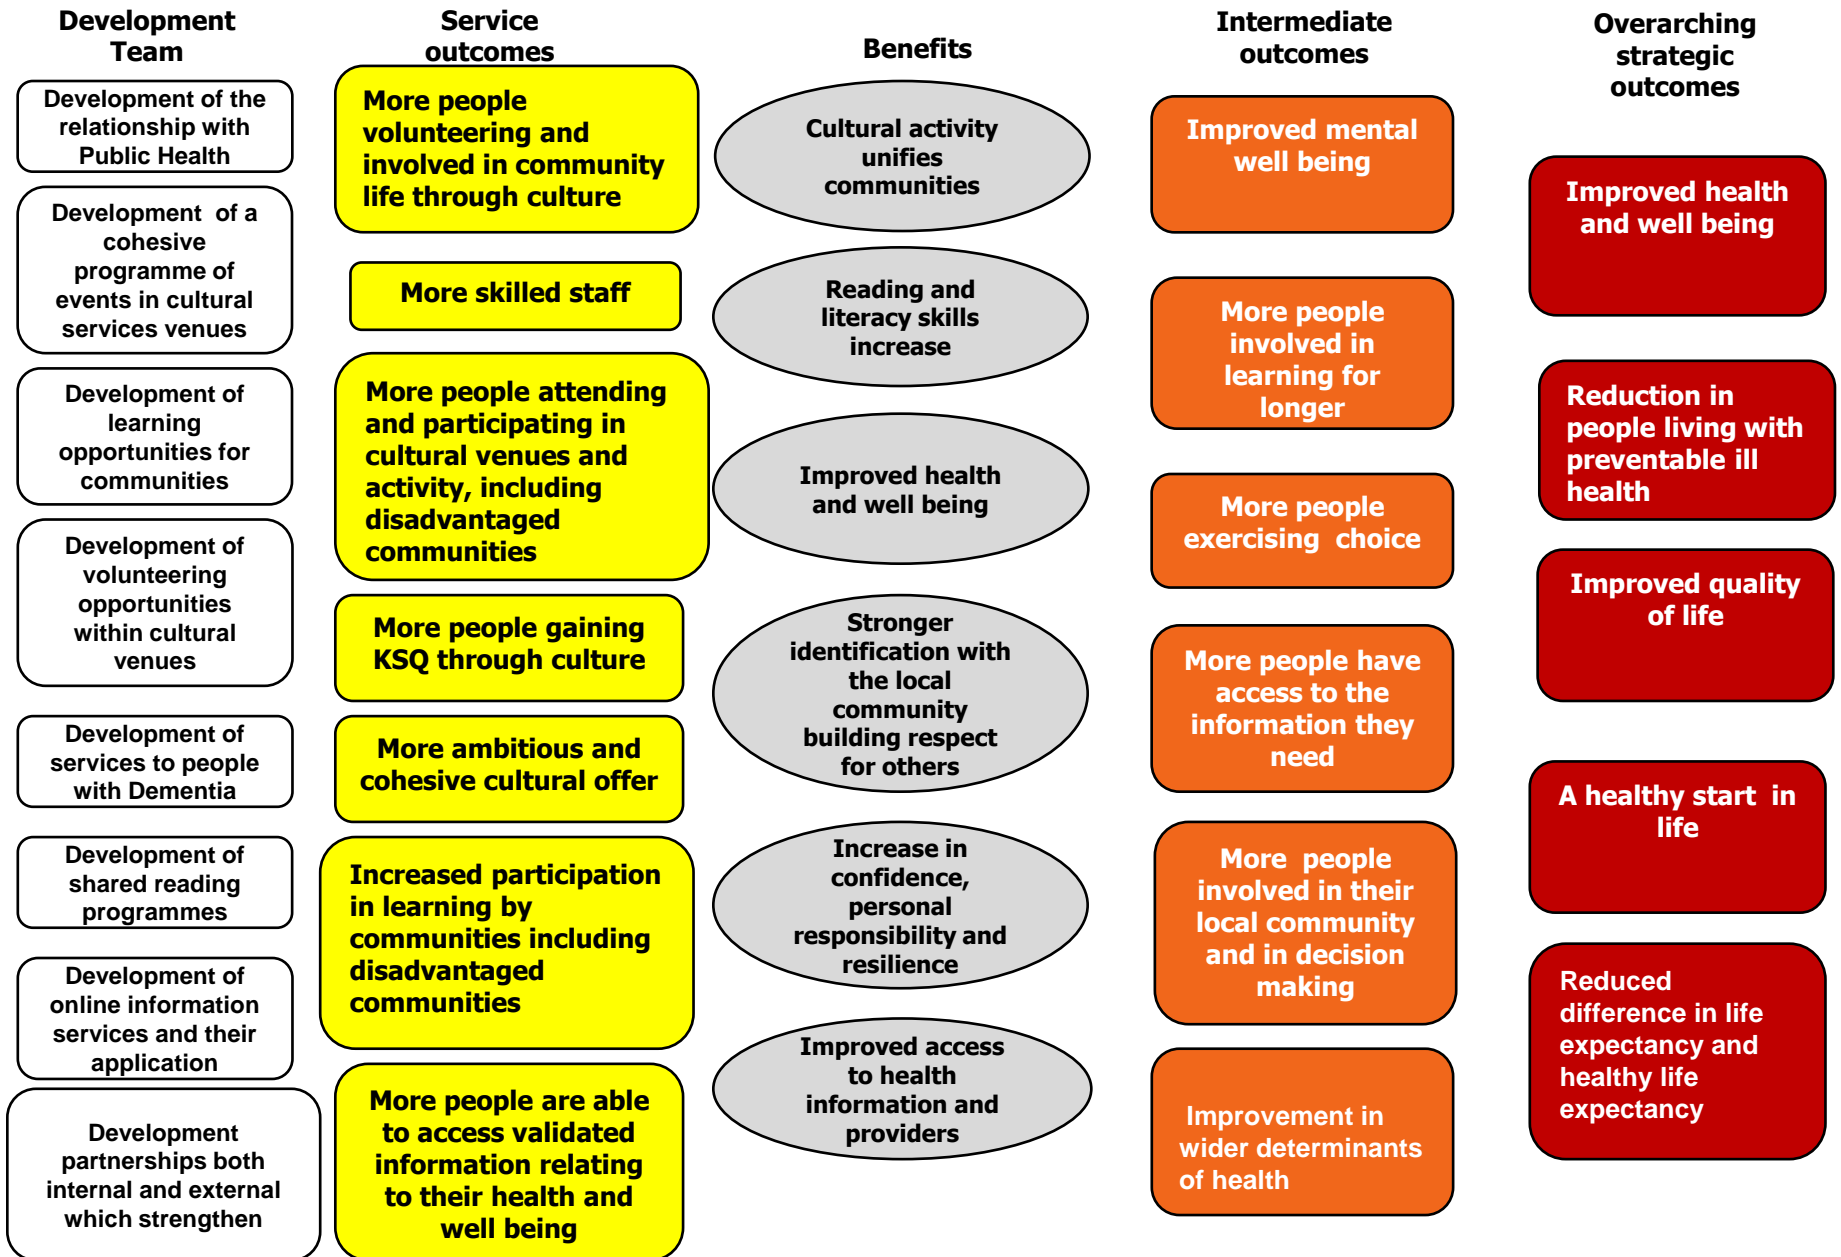 Development
Team
Development of the
relationship with
Public Health
Development  of a
cohesive
programme of
events in cultural
services venues
Development of
learning
opportunities for
communities
Development of
volunteering
opportunities
within cultural
venues
Development of
services to people
with Dementia
Development of
shared reading
programmes
Development of
online information
services and their
application
Development
partnerships both
internal and external
which strengthen
Service
outcomes
More people
volunteering and
involved in community
life through culture
More skilled staff
More people attending
and participating in
cultural venues and
activity, including
disadvantaged
communities
More people gaining
KSQ through culture
More ambitious and
cohesive cultural offer
Increased participation
in learning by
communities including
disadvantaged
communities
More people are able
to access validated
information relating
to their health and
well being
Benefits
Cultural activity
unifies
communities
Reading and
literacy skills
increase
Improved health
and well being
Stronger
identification with
the local
community
building respect
for others
Increase in
confidence,
personal
responsibility and
resilience
Improved access
to health
information and
providers
Intermediate
outcomes
Improved mental
well being
More people
involved in
learning for
longer
More people
exercising  choice
More people have
access to the
information they
need
More  people
involved in their
local community
and in decision
making
Improvement in
wider determinants
of health
Overarching
strategic
outcomes
Improved health
and well being
Reduction in
people living with
preventable ill
health
Improved quality
of life
A healthy start  in
life
Reduced
difference in life
expectancy and
healthy life
expectancy